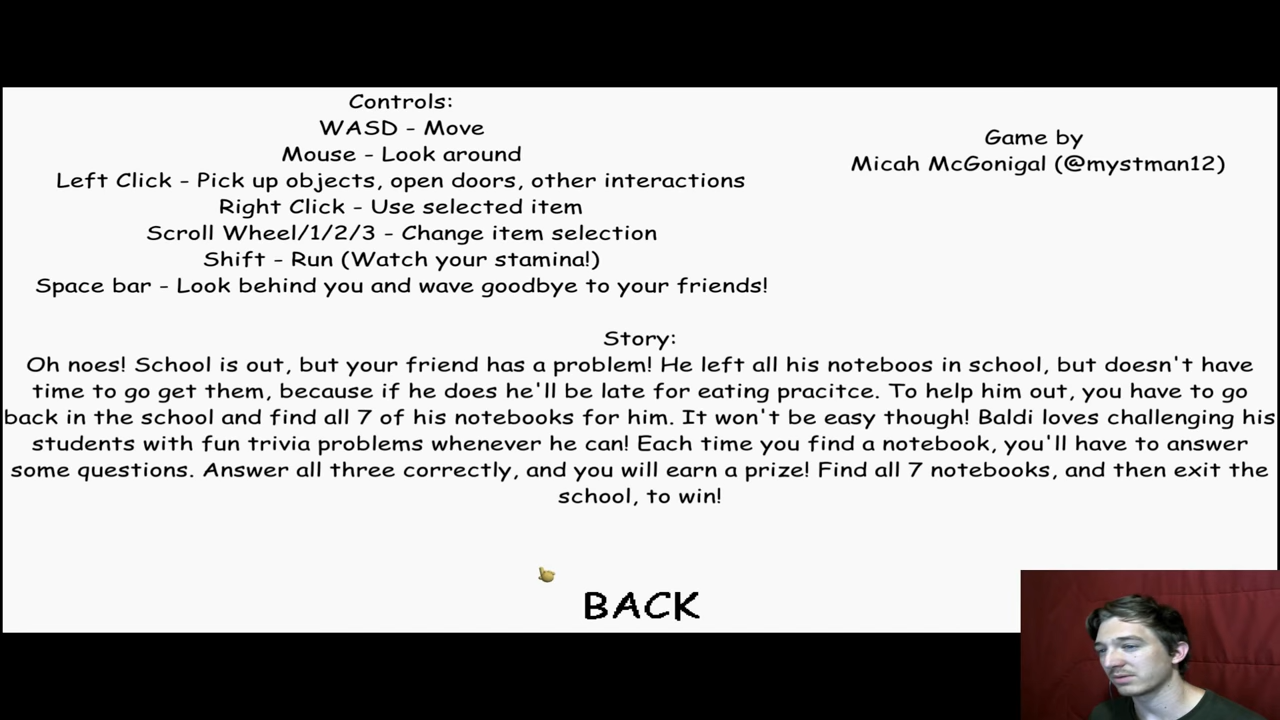 Controls:
WASD - Move
Mouse - Look around
Left Click - Pick up objects, open doors, other interactions
Right Click - Use selected item
Scroll Wheel/1/2/3 - Change item selection
Shift - Run (Watch your stamina!)
Space bar - Look behind you and wave goodbye to your friends!
Game by
Micah McGonigal (@mystman12)
Story:
Oh noes! School is out, but your friend has a problem! He left all his noteboos in school, but doesn't have
time to go get them, because if he does he'll be late for eating pracitce. To help him out, you have to go
back in the school and find all 7 of his notebooks for him. It won't be easy though! Baldi loves challenging his
students with fun trivia problems whenever he can! Each time you find a notebook, you'll have to answer
some questions. Answer all three correctly, and you will earn a prize! Find all 7 notebooks, and then exit the
school, to win!
BACK